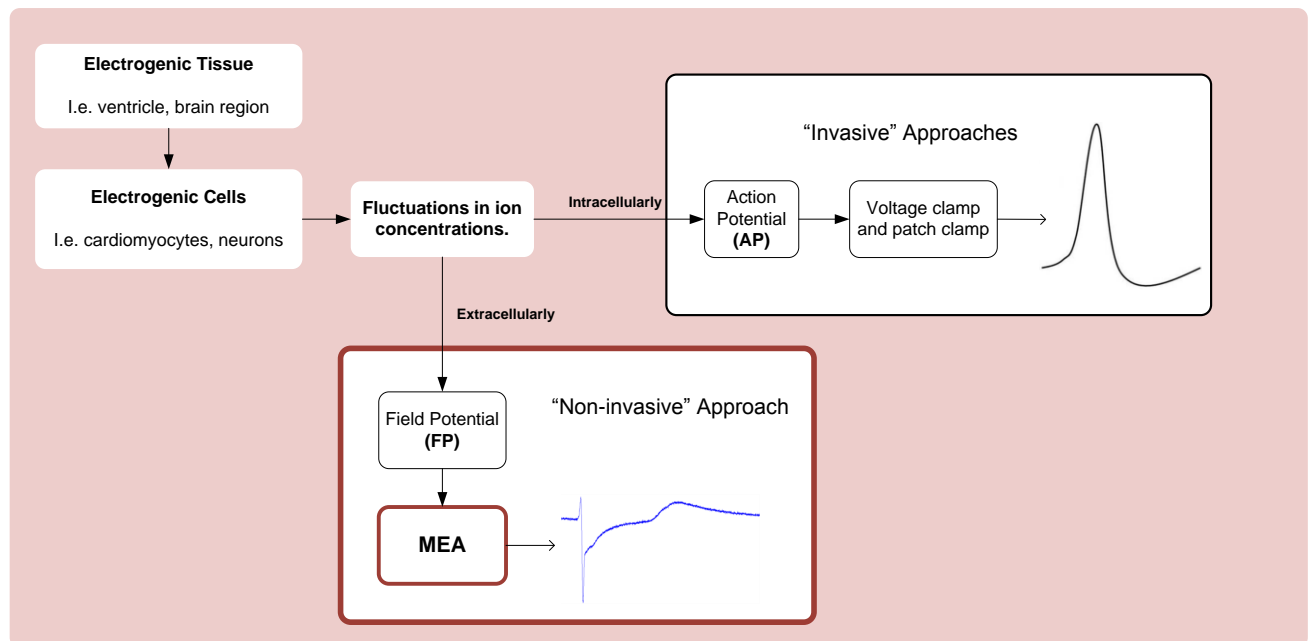 Electrogenic Tissue
I.e. ventricle, brain region
Electrogenic Cells
I.e. cardiomyocytes, neurons
Fluctuations in ion
concentrations.
Intracellularly
“Invasive” Approaches
Action
Potential
(AP)
Voltage clamp
and patch clamp
Extracellularly
“Non-invasive” Approach
Field Potential
(FP)
MEA